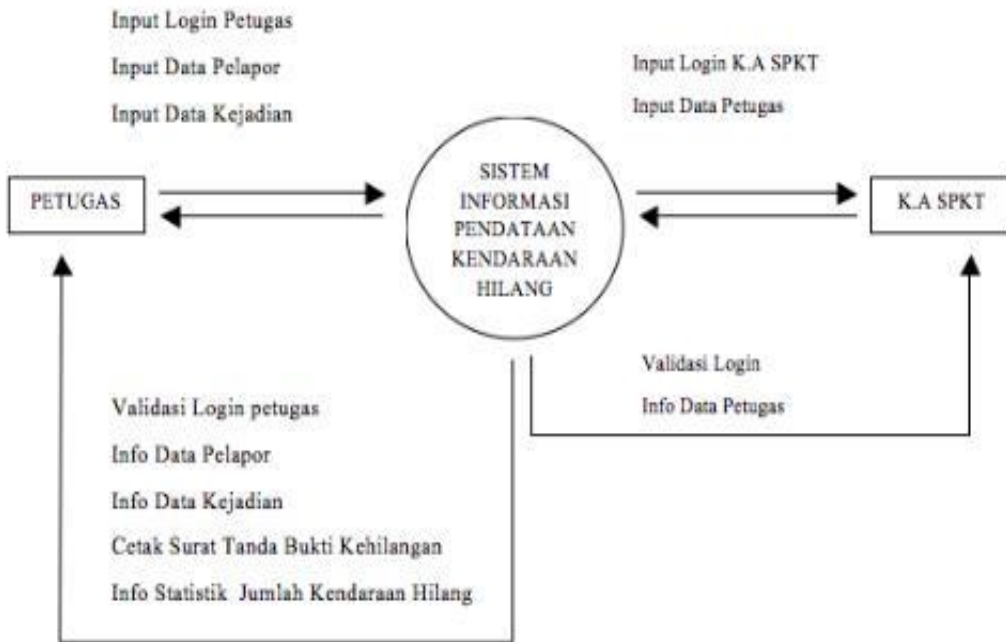 Input Login Petugas
Input Data Pelapor
Input Data Kejadian
Input Login K.A SPKT
Input Data Petugas
PETUGAS
SISTEM
INFORMASI
PENDATAAN
KENDARAAN
HILANG
K.A SPKT
Validasi Login petugas
Info Data Pelapor
Info Data Kejadian
Cetak Surat Tanda Bukti Kehilangan
Info Statistik Jumlah Kendaraan Hilang
Validasi Login
Info Data Petugas